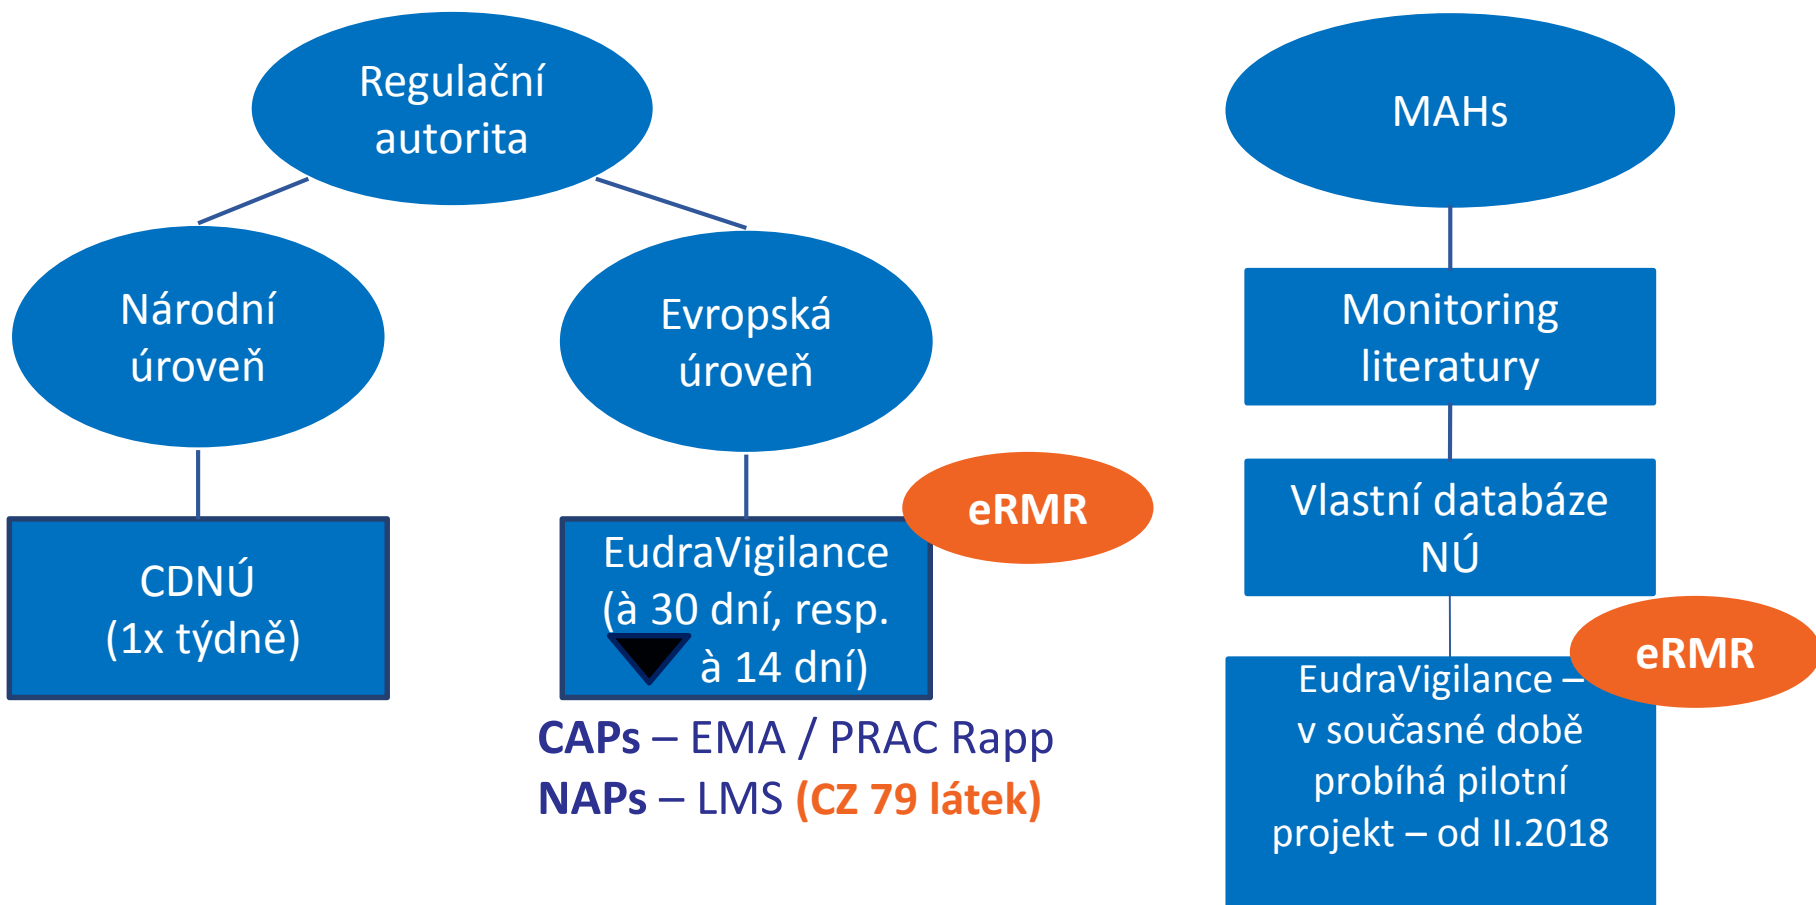 Regulační
autorita
Národní
úroveň
Evropská
úroveň
CDNÚ
(1x týdně)
eRMR
EudraVigilance
(à 30 dní, resp.
à 14 dní)
CAPs – EMA / PRAC Rapp
NAPs – LMS (CZ 79 látek)
MAHs
Monitoring
literatury
Vlastní databáze
NÚ
eRMR
EudraVigilance –
v současné době
probíhá pilotní
projekt – od II.2018